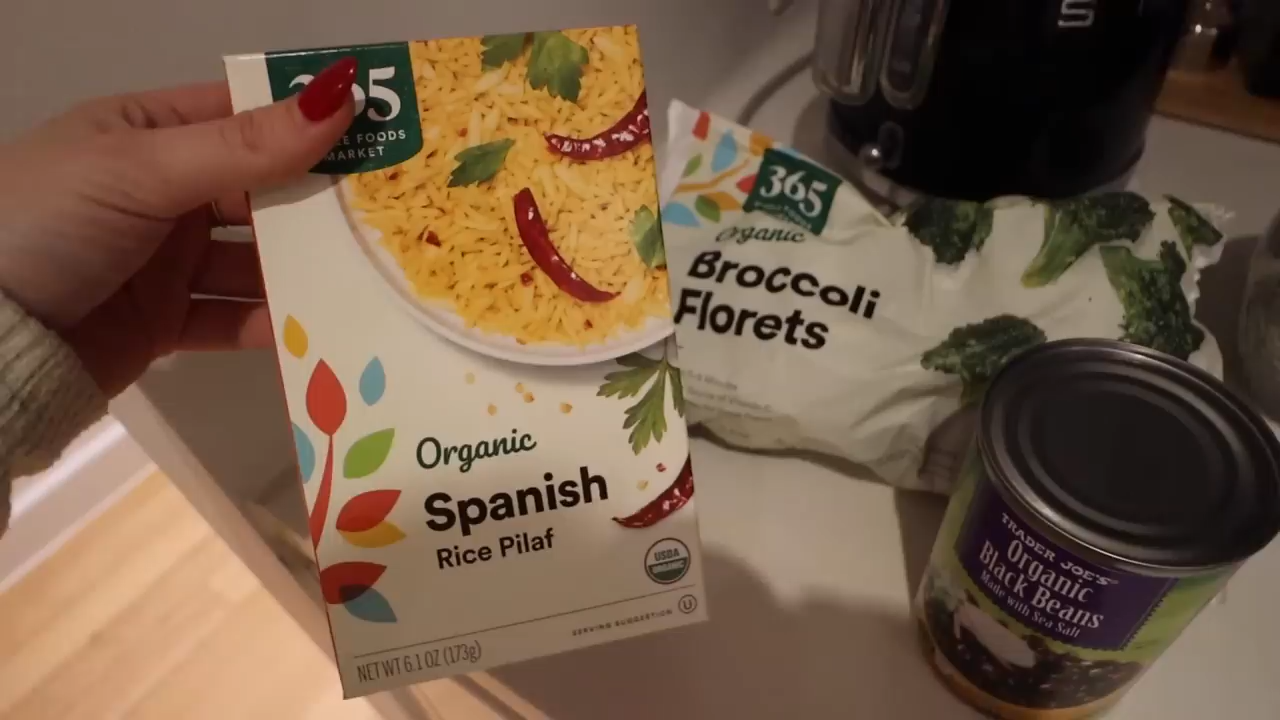 365
FOODS
MARKET
Organic
Spanish
Rice Pilaf
USDA
ORGANIC
SERVING SUGGESTION U
NET WT 6.1 OZ (173g)
365
Organic
Broccoli
Florets
TRADER JOE'S
Organic
Black Beans
Made with Sea Salt
S